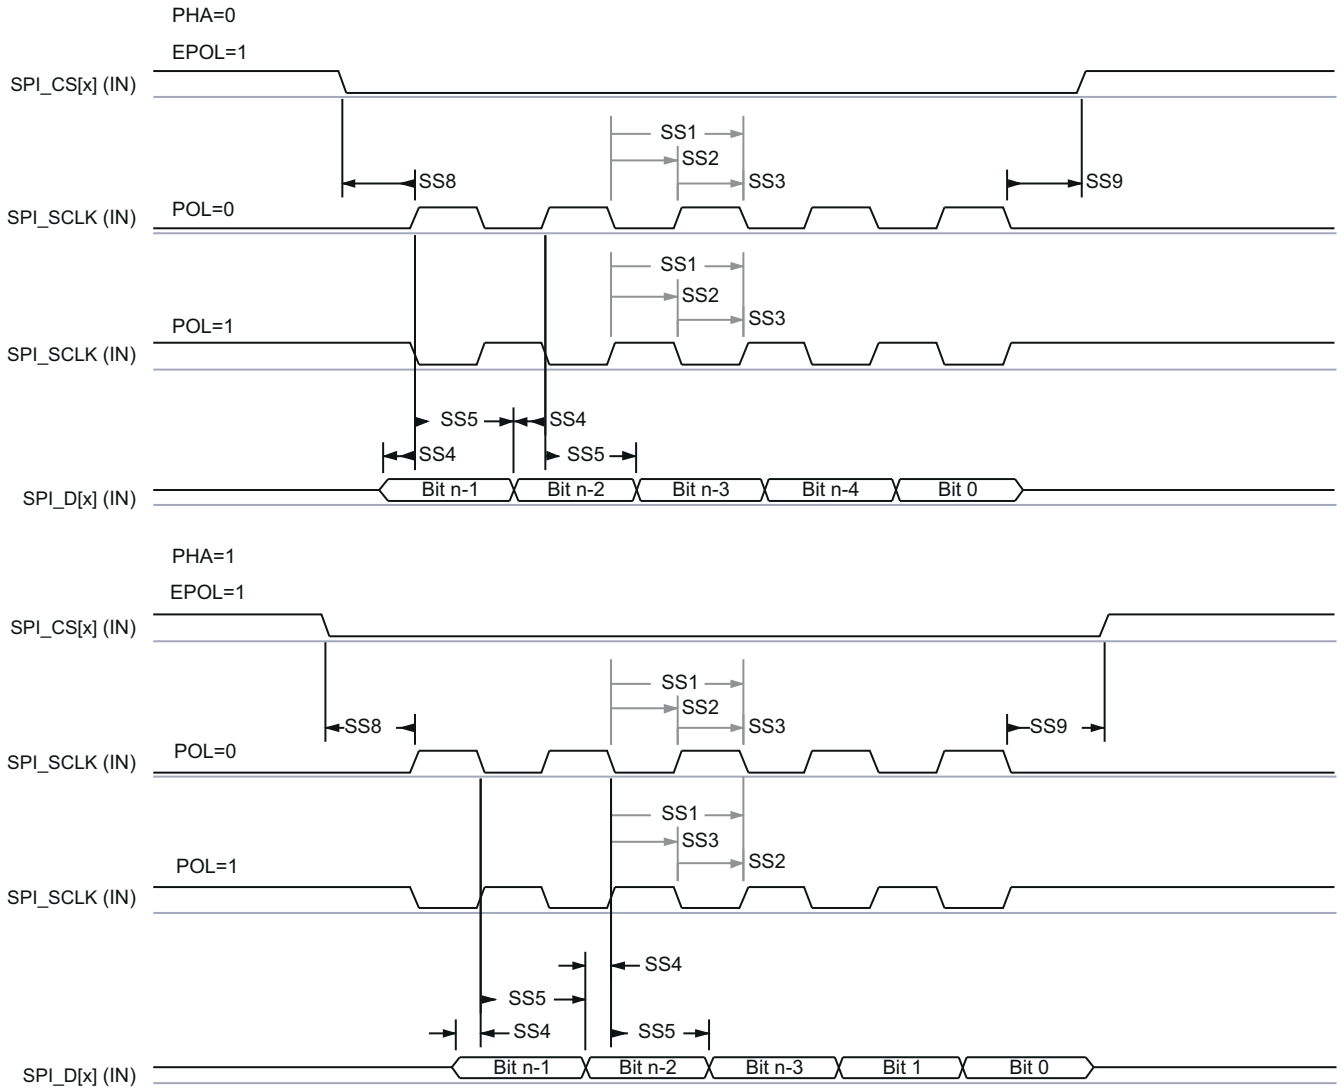 PHA=0
EPOL=1
SPI_CS[x] (IN)
SS1
SS2
SS8
SS3
SS9
POL=0
SPI_SCLK (IN)
SS1
SS2
SS3
POL=1
SPI_SCLK (IN)
SS5
SS4
SS4
SS5
SPI_D[x] (IN)
Bit n-1
Bit n-2
Bit n-3
Bit n-4
Bit 0
PHA=1
EPOL=1
SPI_CS[x] (IN)
SS1
SS2
SS8
SS3
SS9
POL=0
SPI_SCLK (IN)
SS1
SS3
SS2
POL=1
SPI_SCLK (IN)
SS4
SS5
SS4
SS5
SPI_D[x] (IN)
Bit n-1
Bit n-2
Bit n-3
Bit 1
Bit 0